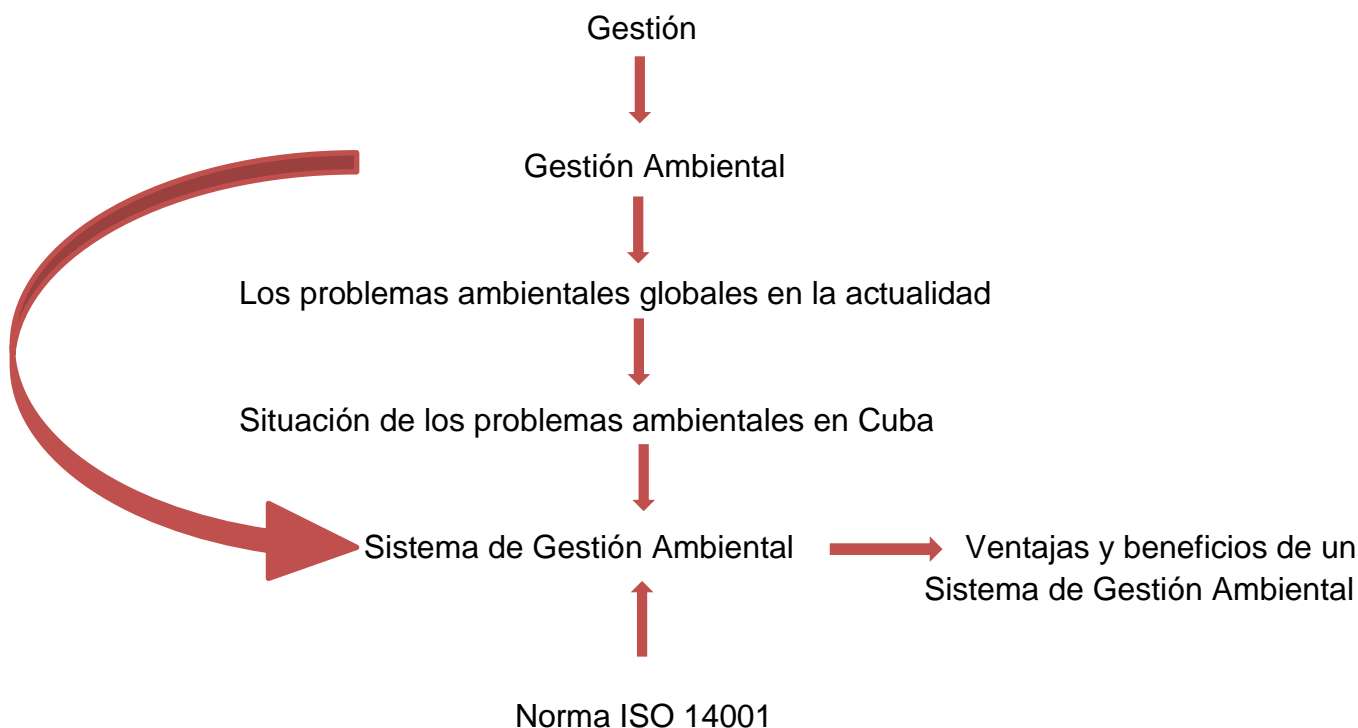 Gestión
Gestión Ambiental
Los problemas ambientales globales en la actualidad
Situación de los problemas ambientales en Cuba
Sistema de Gestión Ambiental
Ventajas y beneficios de un
Sistema de Gestión Ambiental
Norma ISO 14001